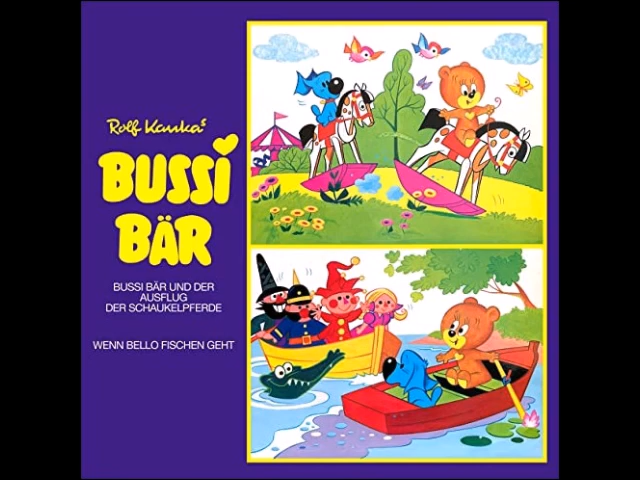 Rolf Kauka's
BUSSI
BÄR
BUSSI BÄR UND DER
AUSFLUG
DER SCHAUKELPFERDE
WENN BELLO FISCHEN GEHT